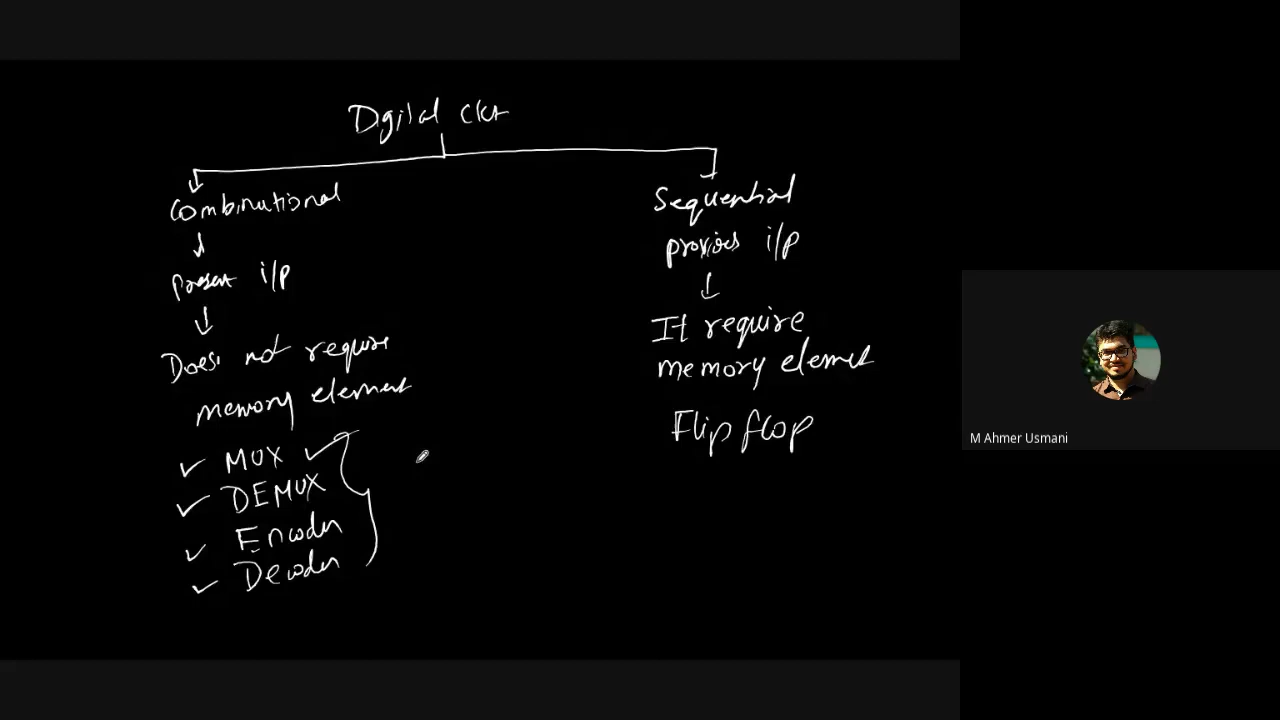 Dgital ckt
Combinational
Present i/p
Does not require
memory element
MUX
DEMUX
Encoder
Decoder
Sequential
previous i/p
It require
memory element
Flip flop
M Ahmer Usmani